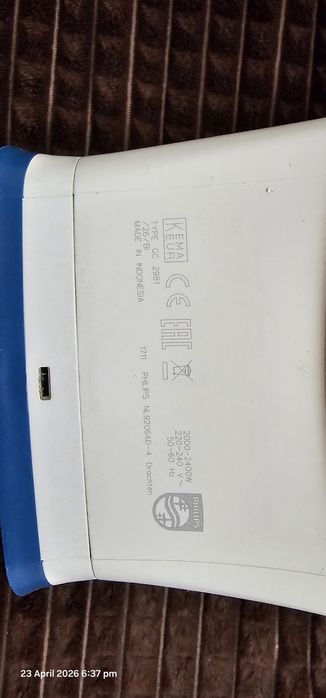 KEMA
KEUR
CE
EAC
TYPE GC 2981
/26/BI
MADE IN INDONESIA
1711 PHILIPS NL9206AD-4 Drachten
2000-2400W
220-240 V~
50-60 Hz
PHILIPS
23 April 2026 6:37 pm